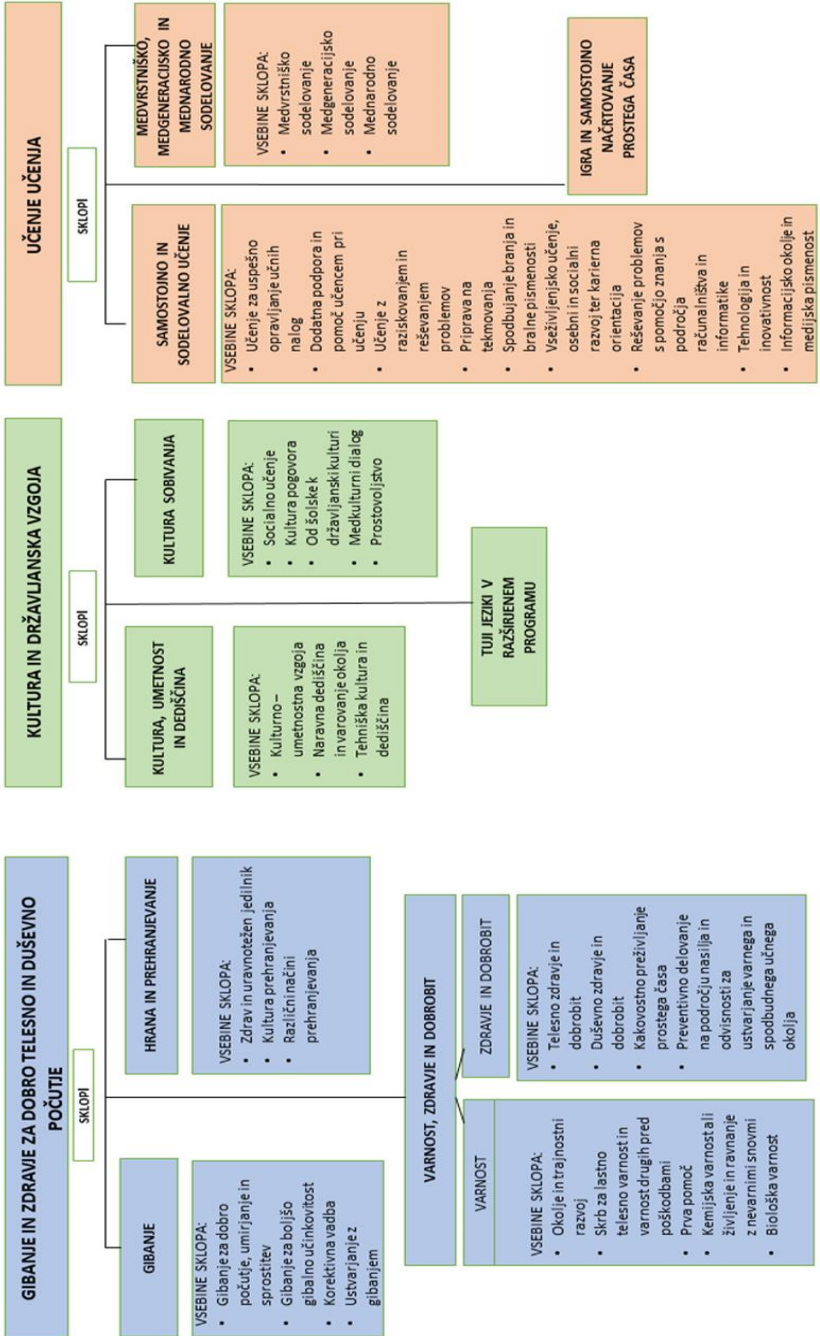 GIBANJE IN ZDRAVJE ZA DOBRO TELESNO IN DUŠEVNO
POČUTJE
SKLOPI
GIBANJE
VSEBINE SKLOPA:
• Gibanje za dobro
počutje, umirjanje in
sprostitev
• Gibanje za boljšo
gibalno učinkovitost
• Korektivna vadba
• Ustvarjanje z
gibanjem
HRANA IN PREHRANJEVANJE
VSEBINE SKLOPA:
• Zdrav in uravnotežen jedilnik
• Kultura prehranjevanja
• Različni načini
prehranjevanja
VARNOST, ZDRAVJE IN DOBROBIT
VARNOST
VSEBINE SKLOPA:
• Okolje in trajnostni
razvoj
• Skrb za lastno
telesno varnost in
varnost drugih pred
poškodbami
• Prva pomoč
• Kemijska varnost ali
življenje in ravnanje
z nevarnimi snovmi
• Biološka varnost
ZDRAVJE IN DOBROBIT
VSEBINE SKLOPA:
• Telesno zdravje in
dobrobit
• Duševno zdravje in
dobrobit
• Kakovostno preživljanje
prostega časa
• Preventivno delovanje
na področju nasilja in
odvisnosti za
ustvarjanje varnega in
spodbudnega učnega
okolja
KULTURA IN DRŽAVLJANSKA VZGOJA
SKLOPI
KULTURA, UMETNOST
IN DEDIŠČINA
VSEBINE SKLOPA:
• Kulturno –
umetnostna vzgoja
• Naravna dediščina
in varovanje okolja
• Tehniška kultura in
dediščina
KULTURA SOBIVANJA
VSEBINE SKLOPA:
• Socialno učenje
• Kultura pogovora
• Od šolske k
državljanski kulturi
• Medkulturni dialog
• Prostovoljstvo
TUJI JEZIKI V
RAZŠIRJENEM
PROGRAMU
UČENJE UČENJA
SKLOPI
SAMOSTOJNO IN
SODELOVALNO UČENJE
VSEBINE SKLOPA:
• Učenje za uspešno
opravljanje učnih
nalog
• Dodatna podpora in
pomoč učencem pri
učenju
• Učenje z
raziskovanjem in
reševanjem
problemov
• Priprava na
tekmovanja
• Spodbujanje branja in
bralne pismenosti
• Vseživljenjsko učenje,
osebni in socialni
razvoj ter karierna
orientacija
• Reševanje problemov
s pomočjo znanja s
področja
računalništva in
informatike
• Tehnologija in
inovativnost
• Informacijsko okolje in
medijska pismenost
MEDVRSTNIŠKO,
MEDGENERACIJSKO IN
MEDNARODNO
SODELOVANJE
VSEBINE SKLOPA:
• Medvrstniško
sodelovanje
• Medgeneracijsko
sodelovanje
• Mednarodno
sodelovanje
IGRA IN SAMOSTOJNO
NAČRTOVANJE
PROSTEGA ČASA